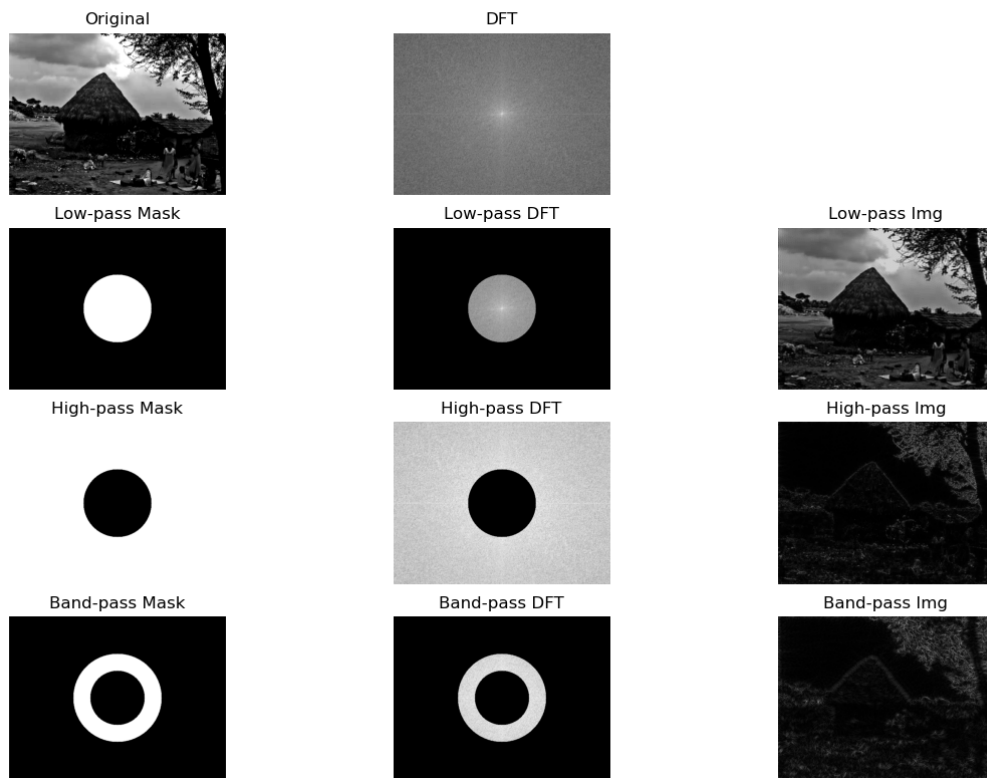 Original
DFT
Low-pass Mask
Low-pass DFT
Low-pass Img
High-pass Mask
High-pass DFT
High-pass Img
Band-pass Mask
Band-pass DFT
Band-pass Img